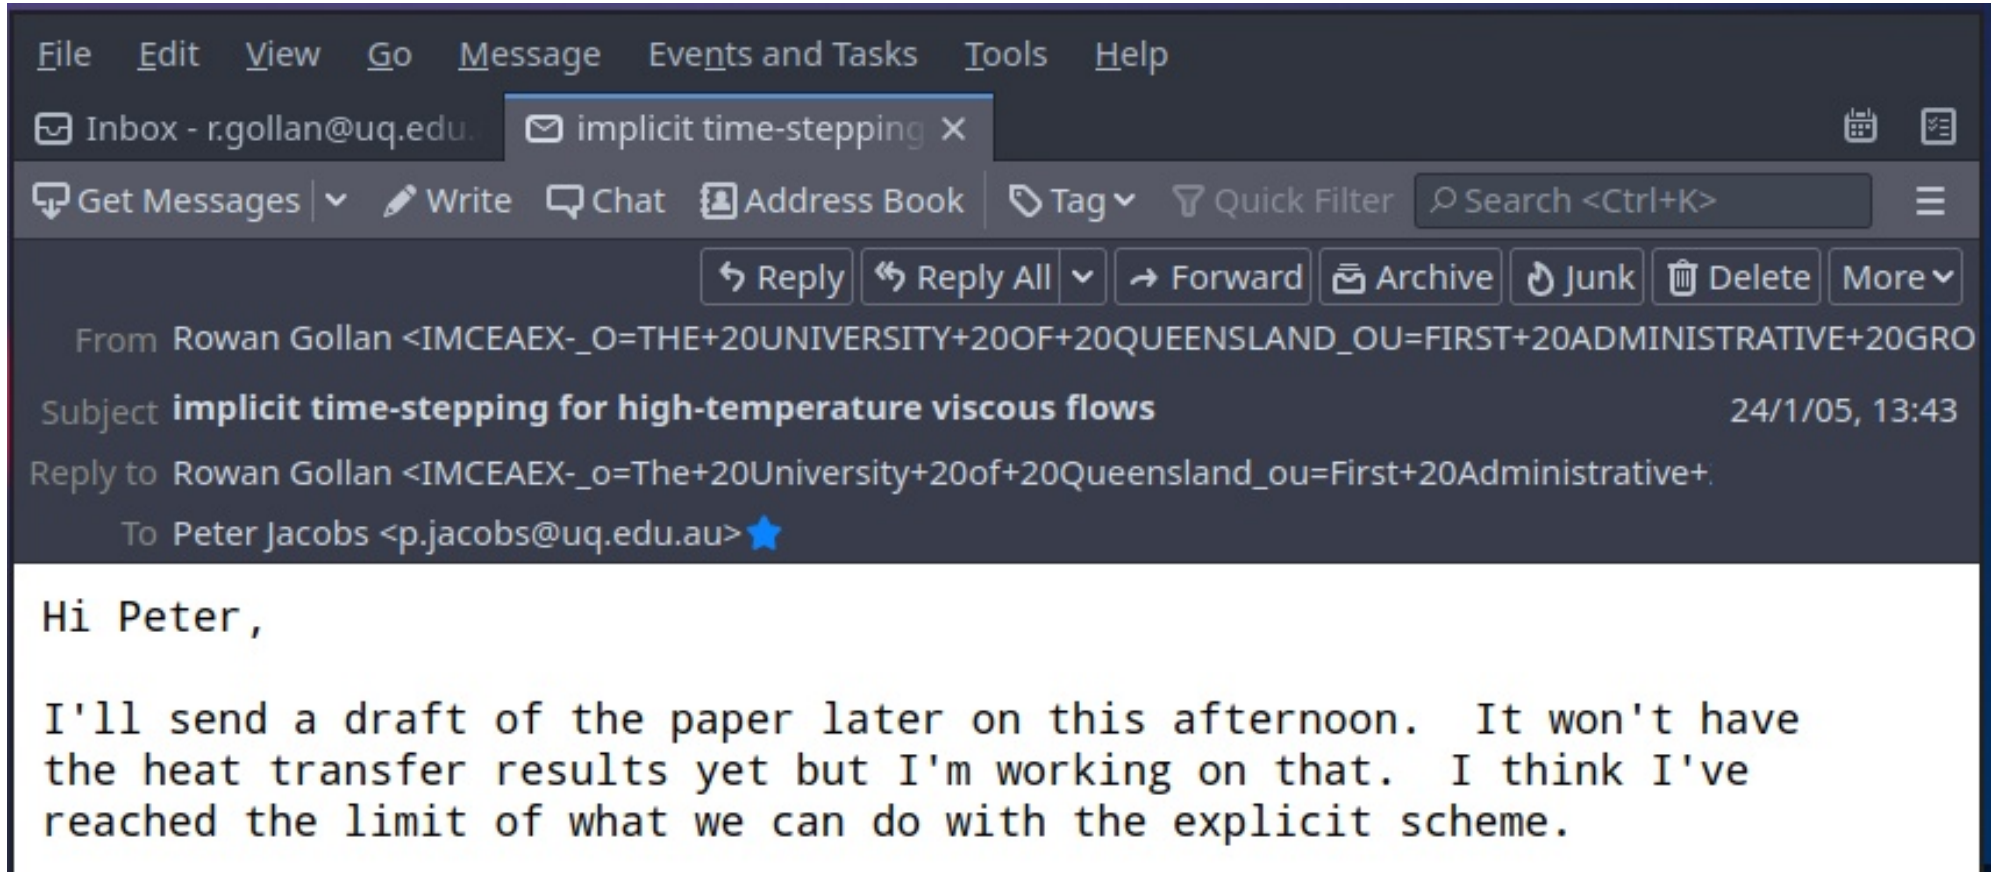 File Edit View Go Message Events and Tasks Tools Help
Inbox - r.gollan@uq.edu. implicit time-stepping
Get Messages Write Chat Address Book Tag Quick Filter Search <Ctrl+K>
Reply Reply All Forward Archive Junk Delete More
From Rowan Gollan <IMCEAEX-_O=THE+20UNIVERSITY+20OF+20QUEENSLAND_OU=FIRST+20ADMINISTRATIVE+20GRO
Subject implicit time-stepping for high-temperature viscous flows 24/1/05, 13:43
Reply to Rowan Gollan <IMCEAEX-_o=The+20University+20of+20Queensland_ou=First+20Administrative+
To Peter Jacobs <p.jacobs@uq.edu.au>
Hi Peter,
I'll send a draft of the paper later on this afternoon.  It won't have
the heat transfer results yet but I'm working on that.  I think I've
reached the limit of what we can do with the explicit scheme.